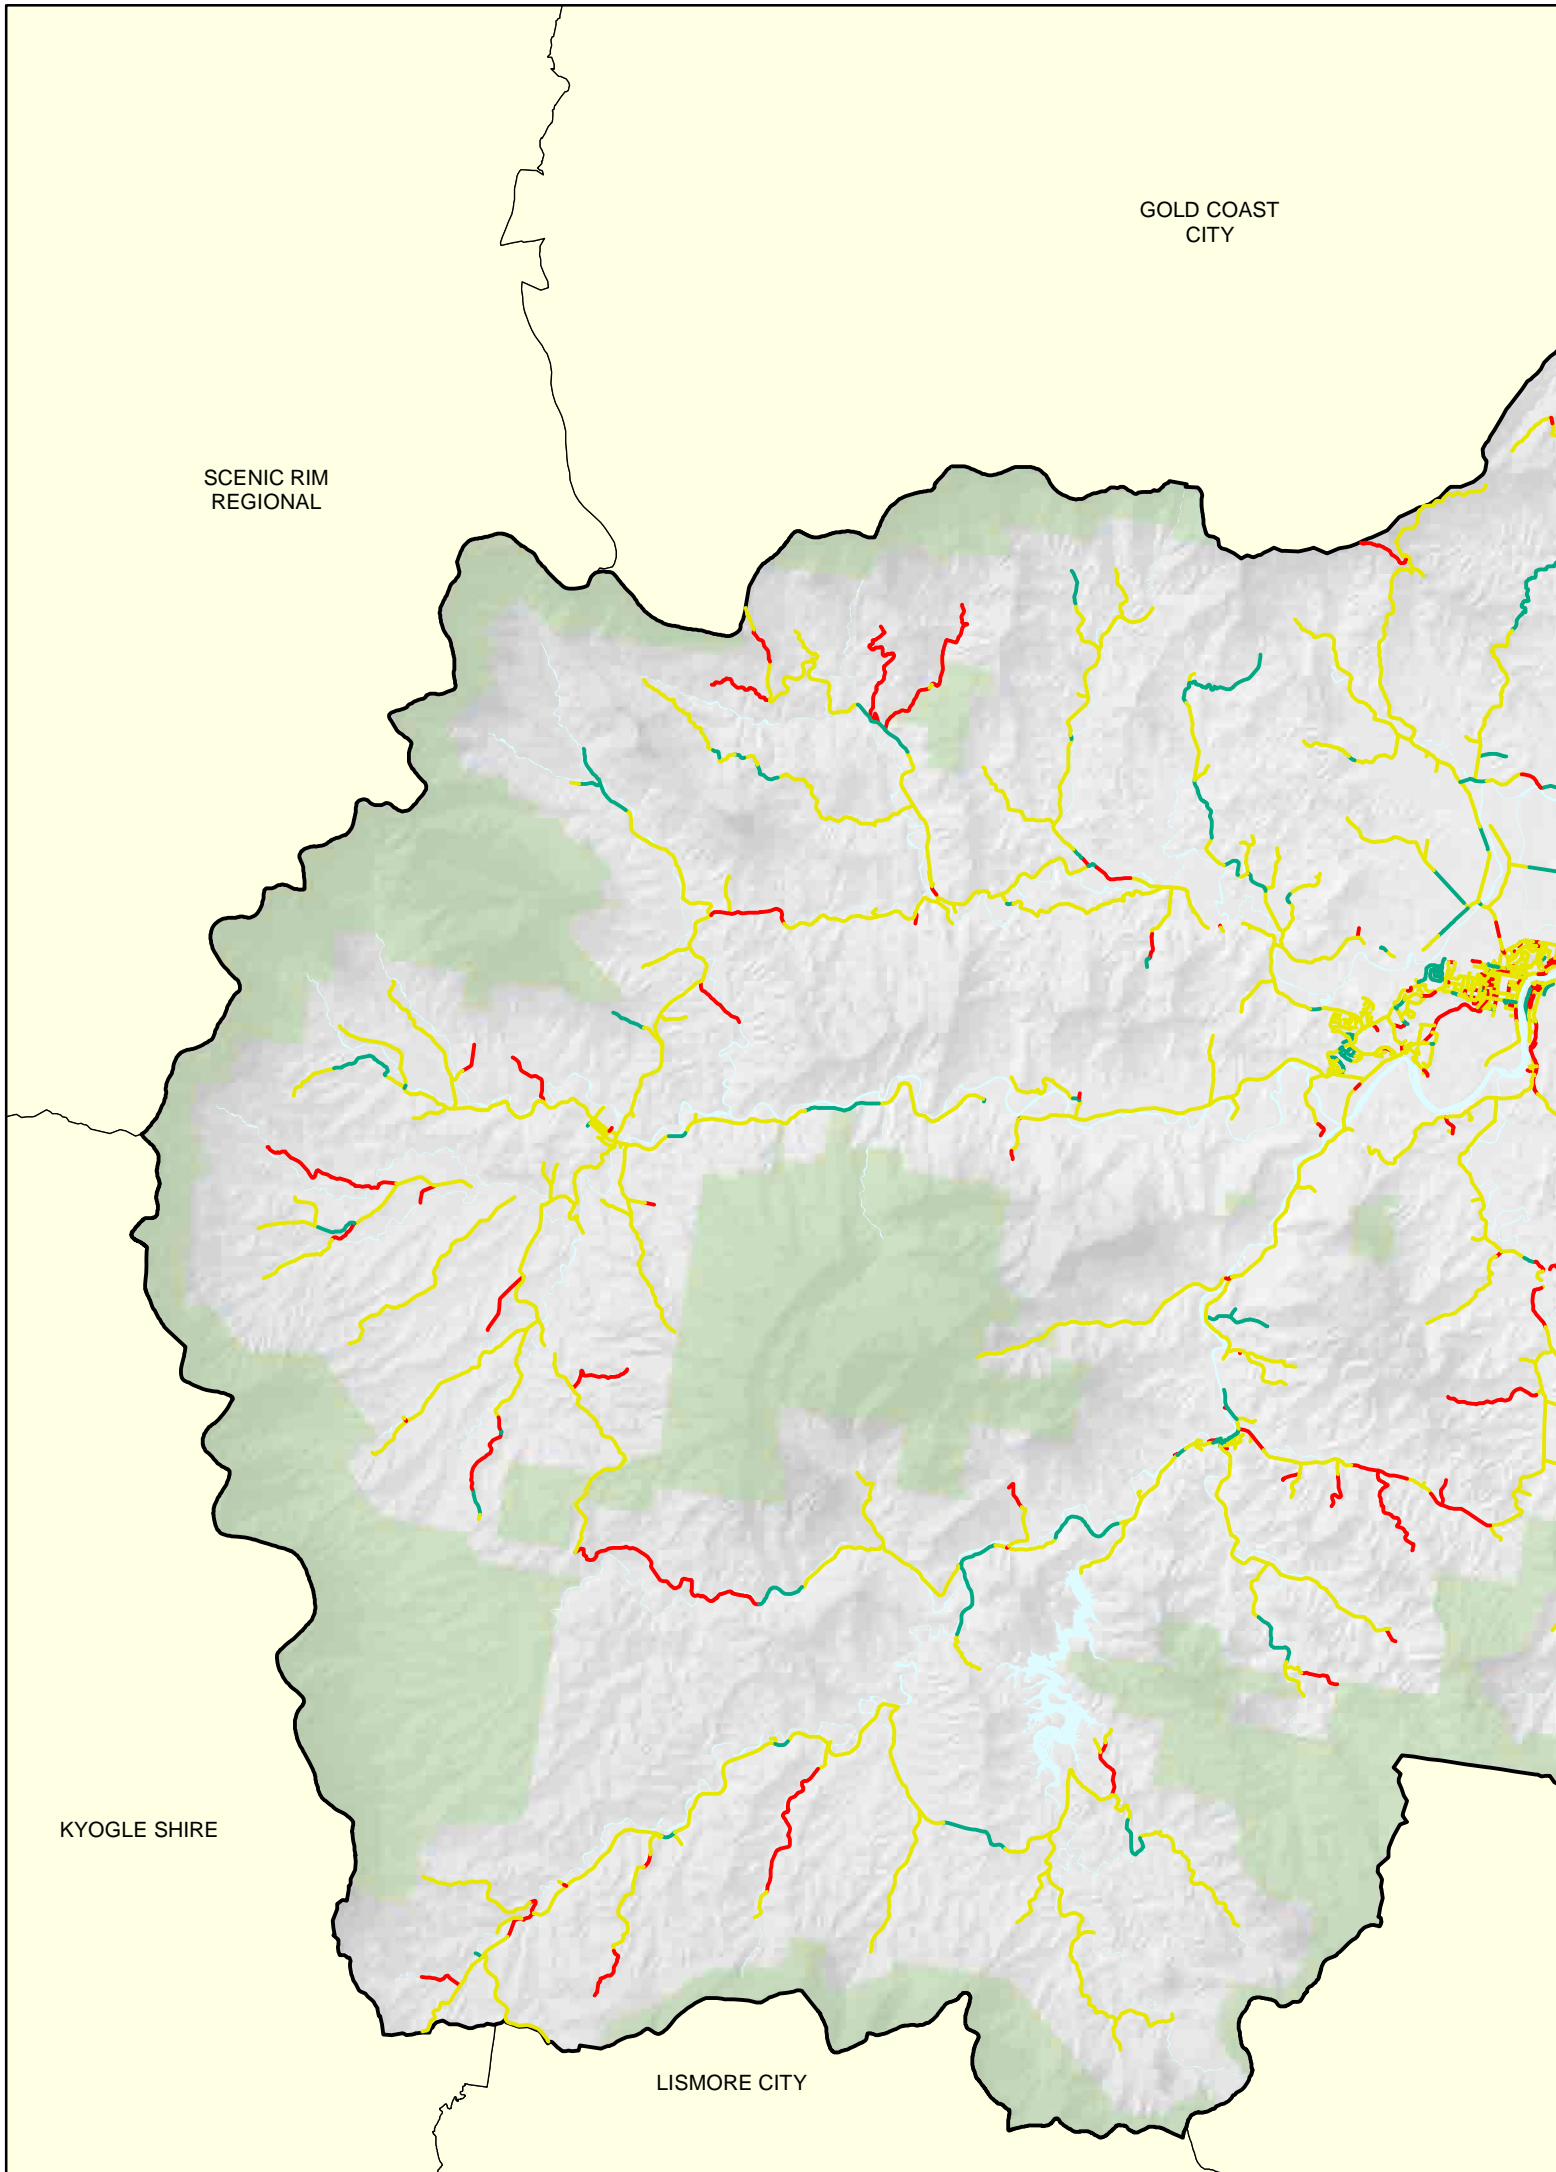 GOLD COAST
CITY
SCENIC RIM
REGIONAL
KYOGLE SHIRE
LISMORE CITY